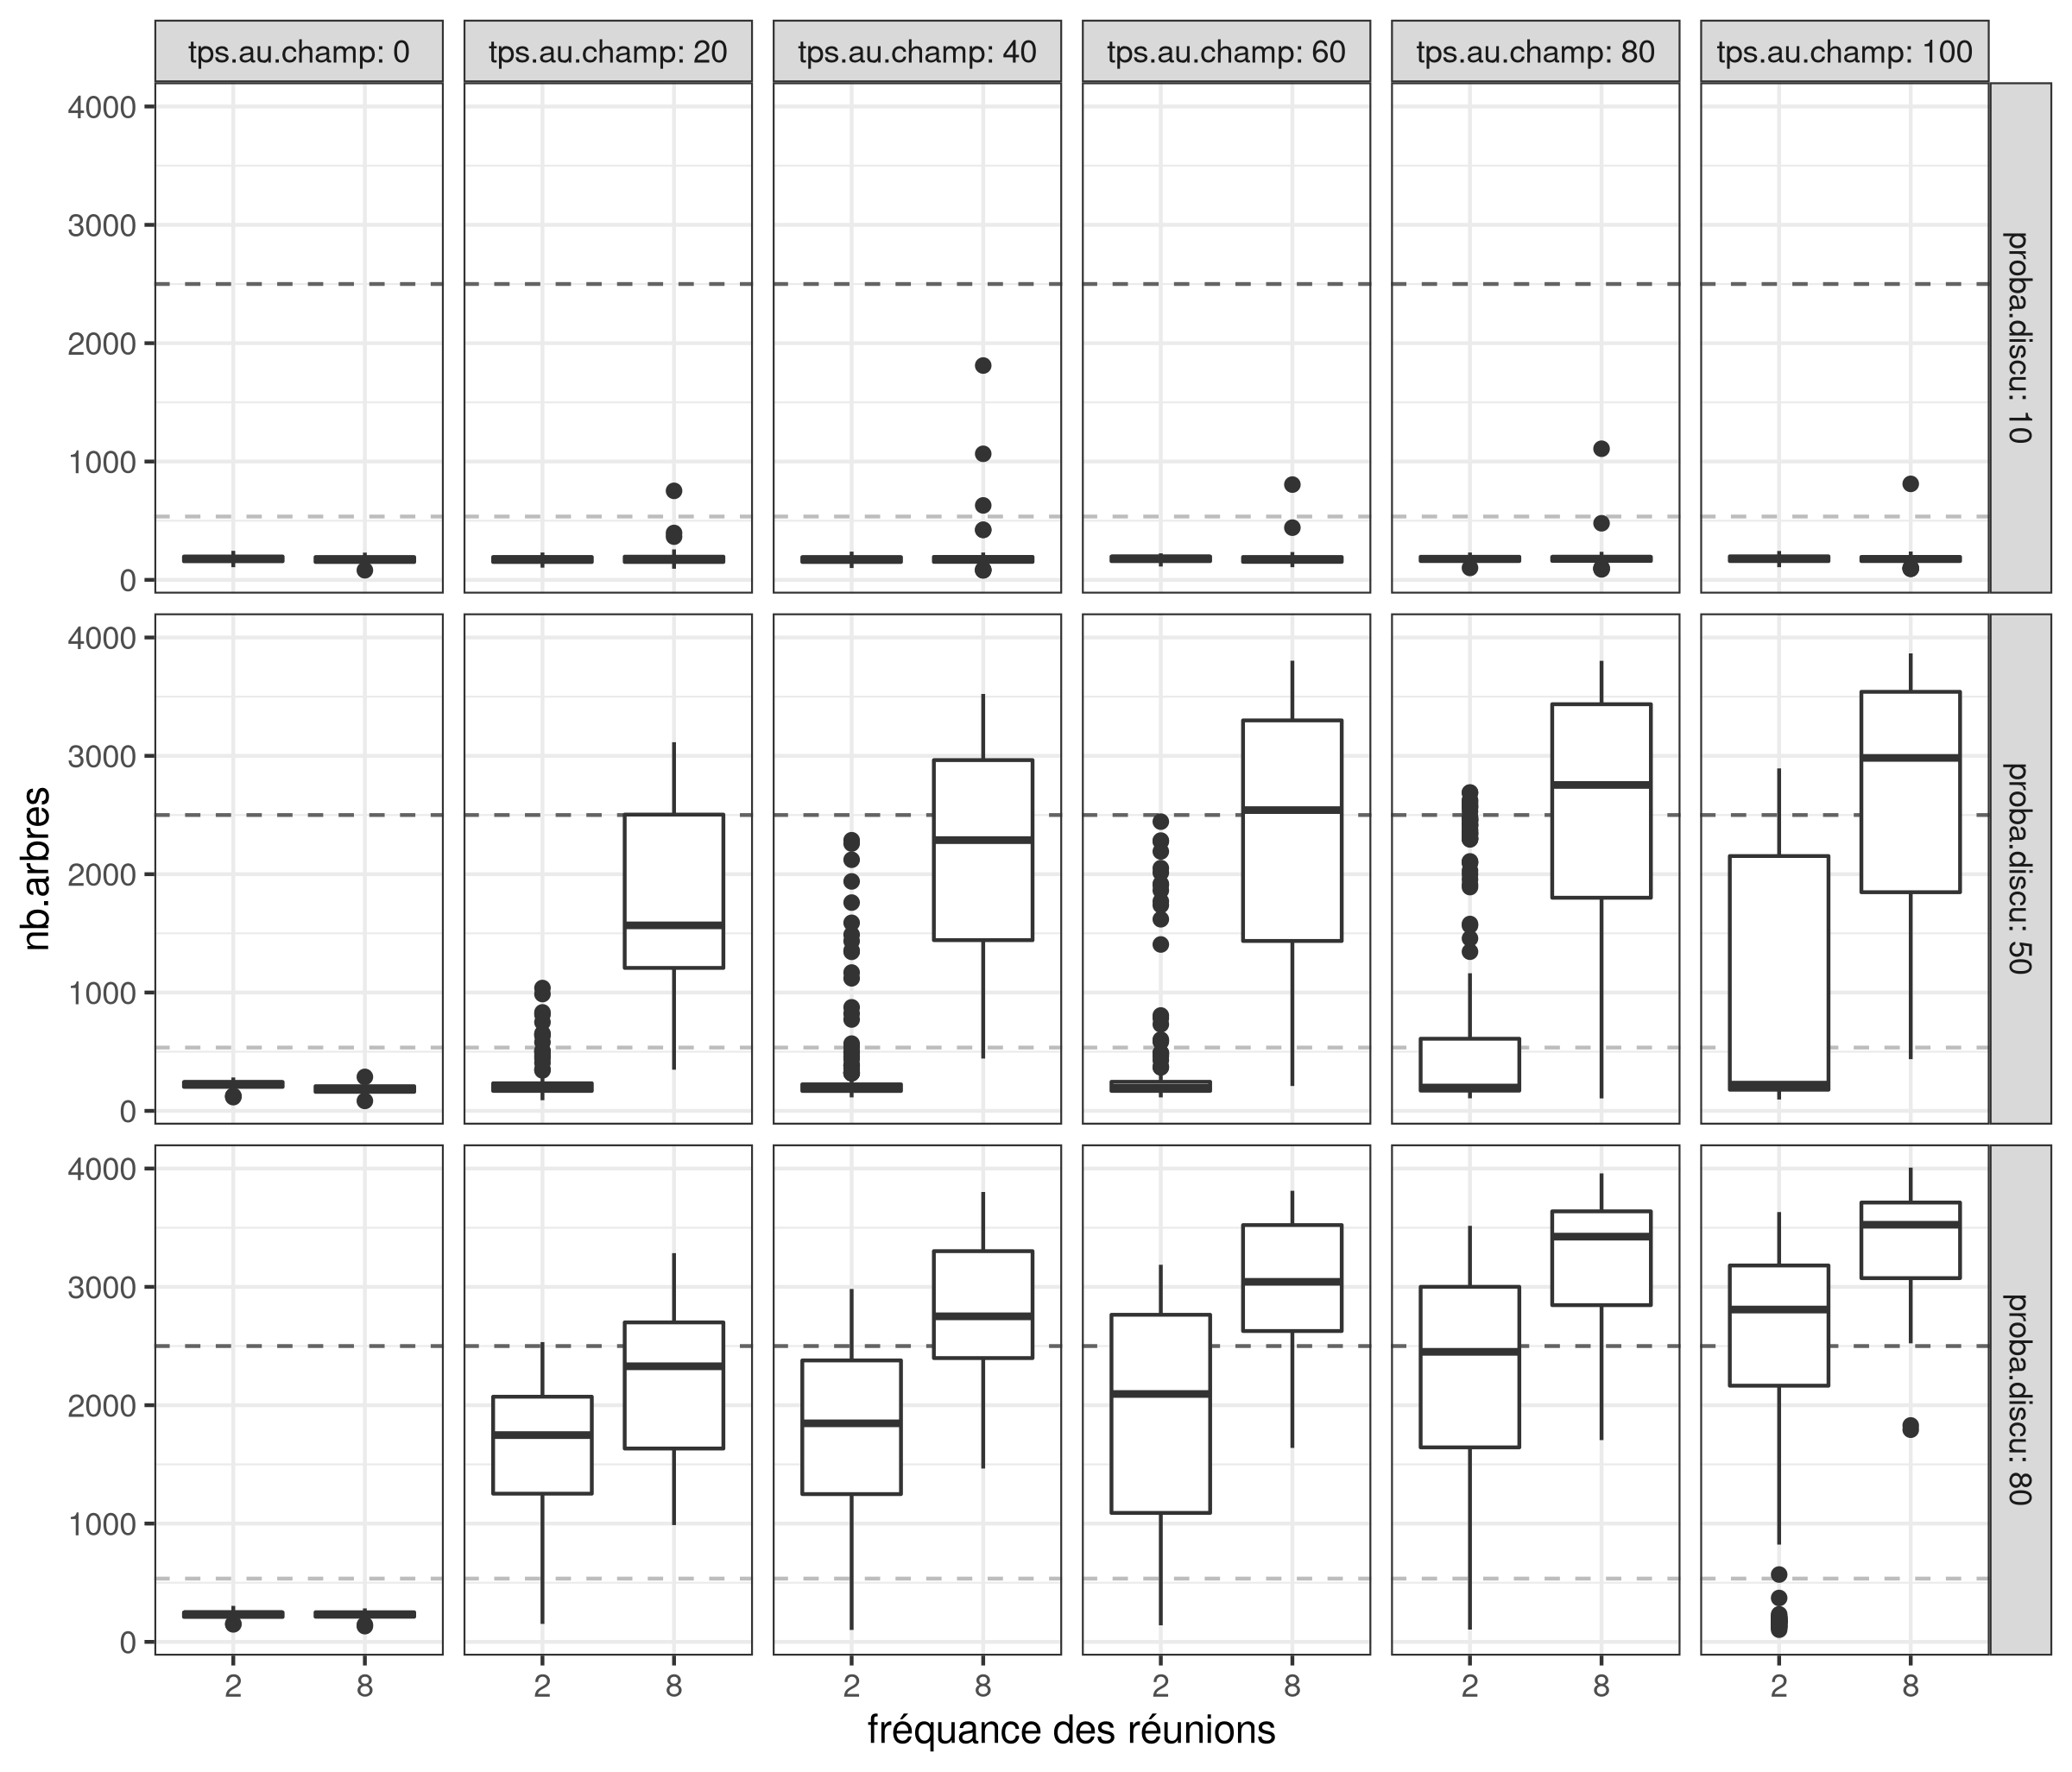 tps.au.champ: 0
tps.au.champ: 20
tps.au.champ: 40
tps.au.champ: 60
tps.au.champ: 80
tps.au.champ: 100
4000
3000
2000
1000
0
proba.discu: 10
nb.arbres
4000
3000
2000
1000
0
proba.discu: 50
4000
3000
2000
1000
0
proba.discu: 80
2 8 2 8 2 8 2 8 2 8 2 8
fréquance des réunions